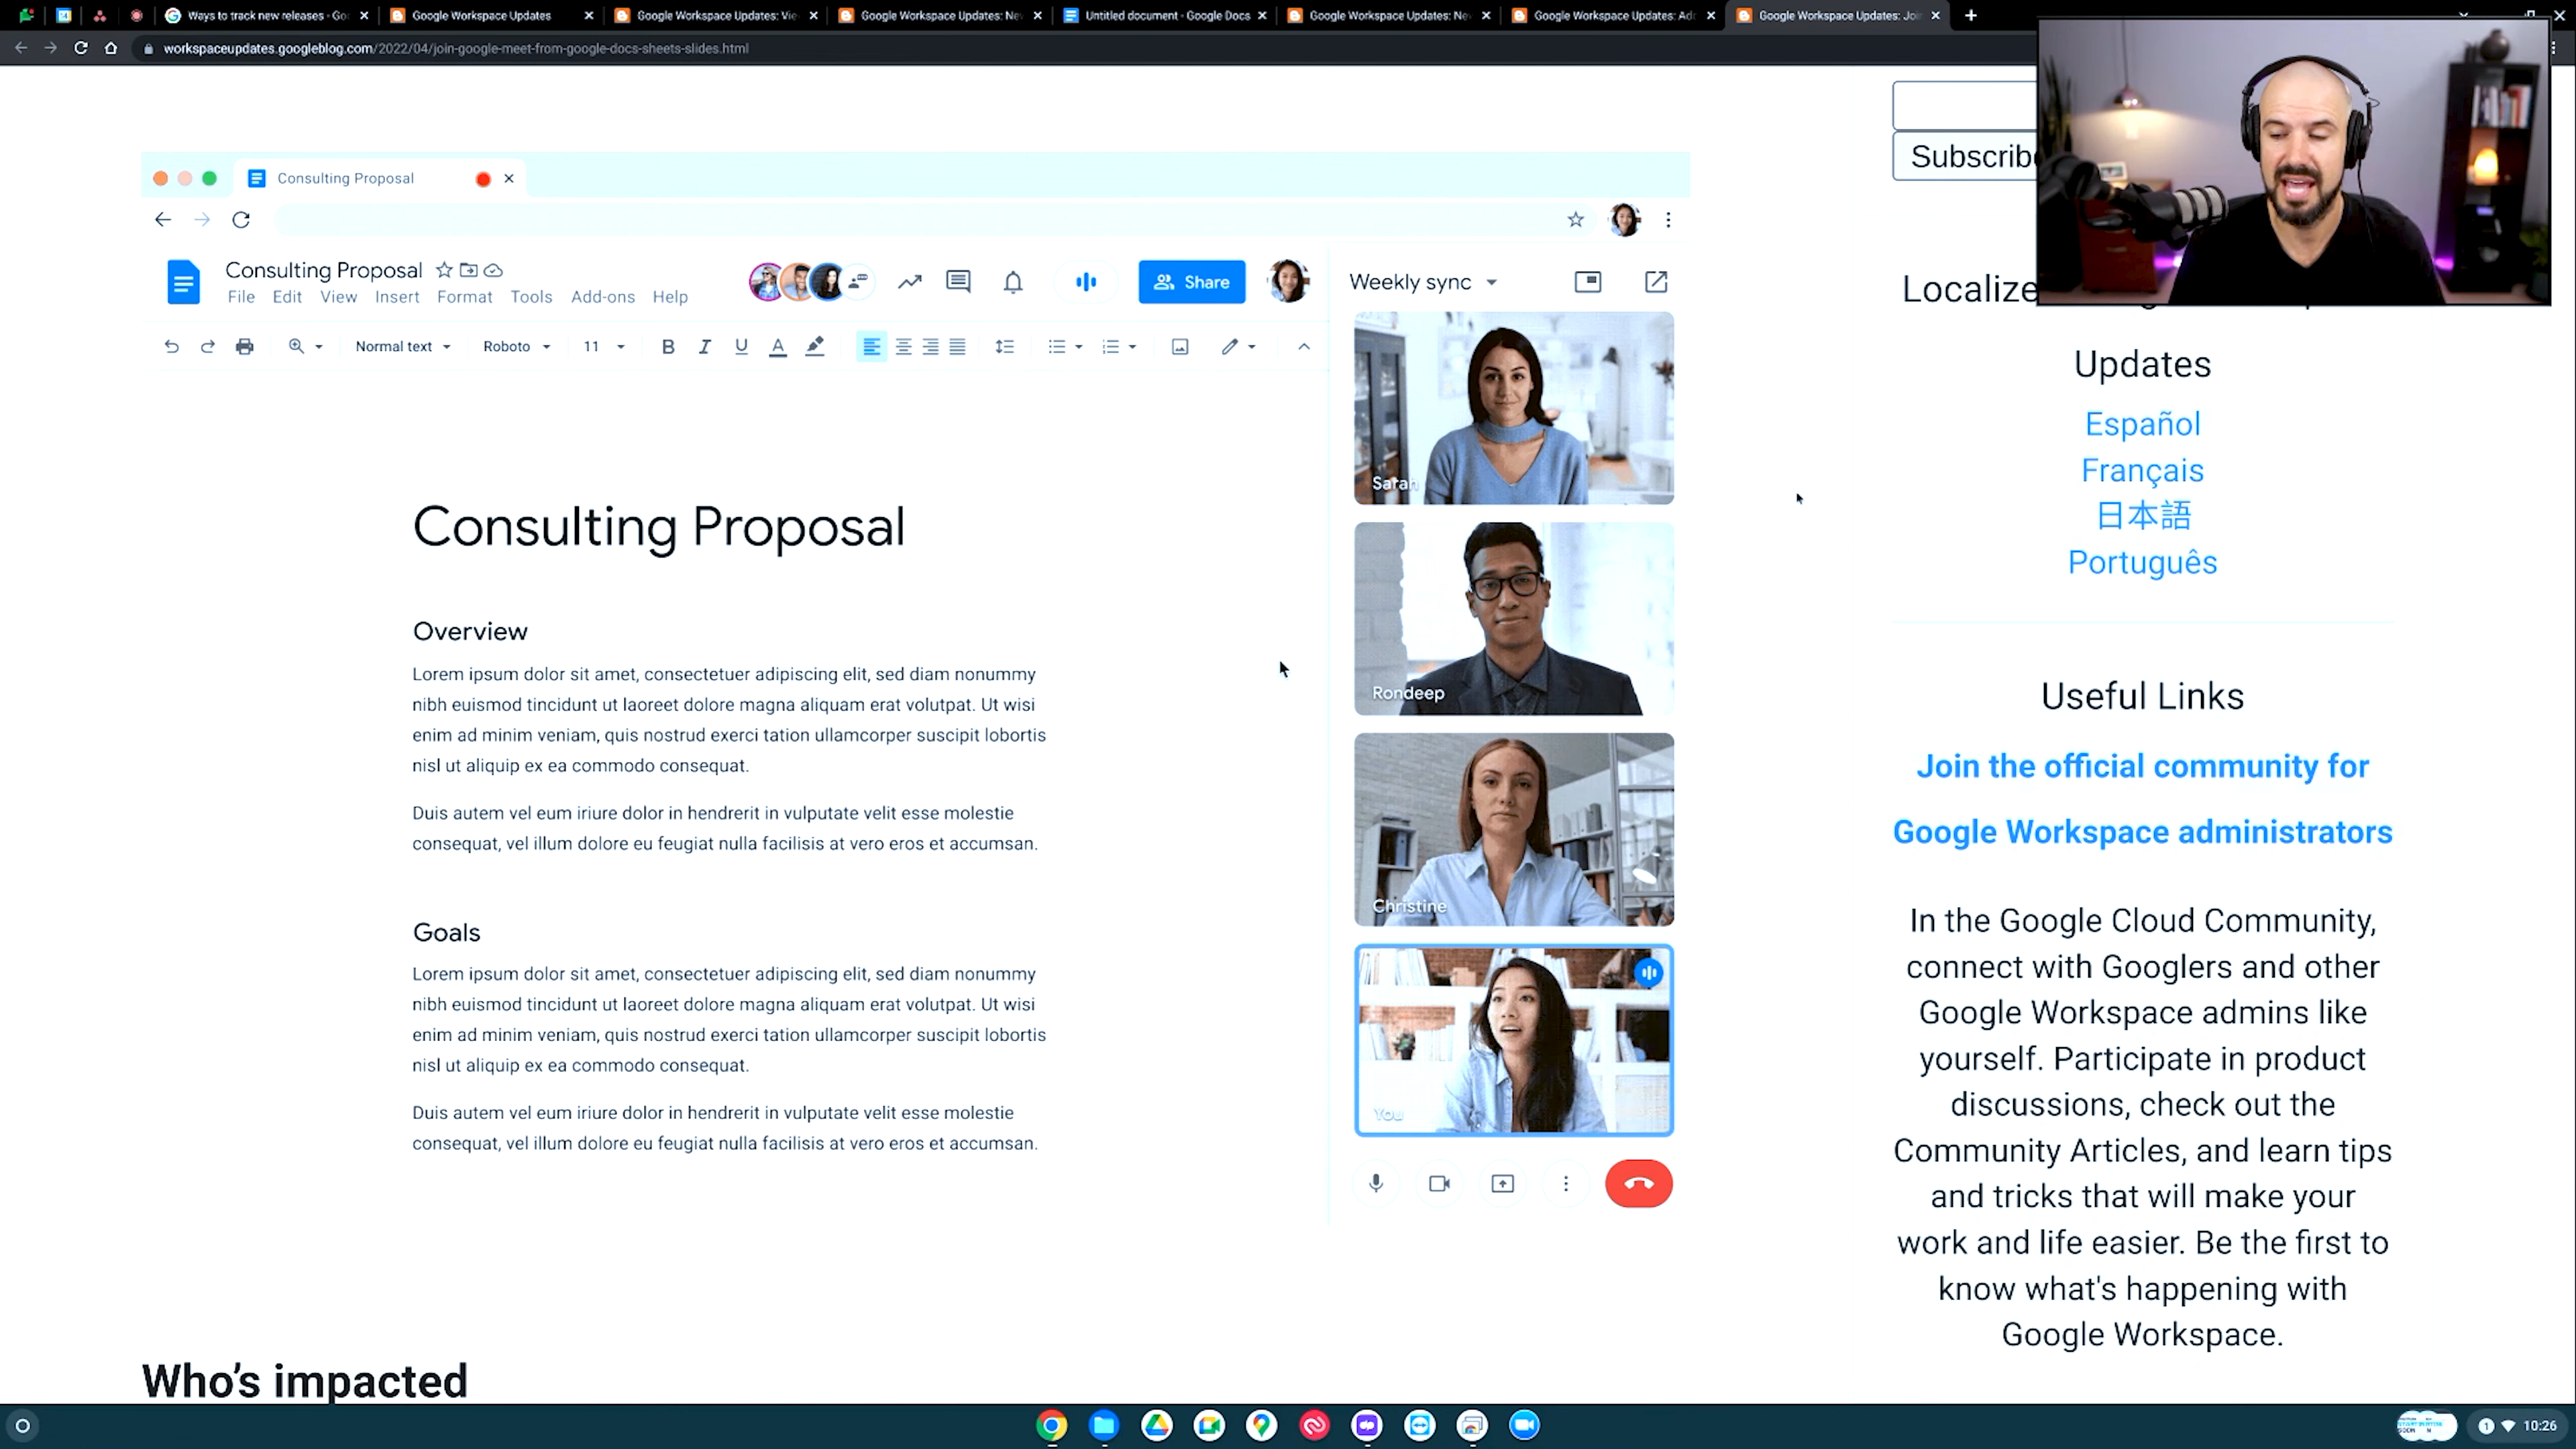 Ways to track new releases - Go
Google Workspace Updates
Google Workspace Updates: Vie
Google Workspace Updates: Ne
Untitled document - Google Docs
Google Workspace Updates: Ne
Google Workspace Updates: Ad
Google Workspace Updates: Joi
workspaceupdates.googleblog.com/2022/04/join-google-meet-from-google-docs-sheets-slides.html
Consulting Proposal
Consulting Proposal
File Edit View Insert Format Tools Add-ons Help
Share
Normal text Roboto 11
Consulting Proposal
Overview
Lorem ipsum dolor sit amet, consectetuer adipiscing elit, sed diam nonummy
nibh euismod tincidunt ut laoreet dolore magna aliquam erat volutpat. Ut wisi
enim ad minim veniam, quis nostrud exerci tation ullamcorper suscipit lobortis
nisl ut aliquip ex ea commodo consequat.
Duis autem vel eum iriure dolor in hendrerit in vulputate velit esse molestie
consequat, vel illum dolore eu feugiat nulla facilisis at vero eros et accumsan.
Goals
Lorem ipsum dolor sit amet, consectetuer adipiscing elit, sed diam nonummy
nibh euismod tincidunt ut laoreet dolore magna aliquam erat volutpat. Ut wisi
enim ad minim veniam, quis nostrud exerci tation ullamcorper suscipit lobortis
nisl ut aliquip ex ea commodo consequat.
Duis autem vel eum iriure dolor in hendrerit in vulputate velit esse molestie
consequat, vel illum dolore eu feugiat nulla facilisis at vero eros et accumsan.
Weekly sync
Sarah
Rondeep
Christine
You
Who's impacted
Subscribe
Localize
Updates
Español
Français
日本語
Português
Useful Links
Join the official community for
Google Workspace administrators
In the Google Cloud Community,
connect with Googlers and other
Google Workspace admins like
yourself. Participate in product
discussions, check out the
Community Articles, and learn tips
and tricks that will make your
work and life easier. Be the first to
know what's happening with
Google Workspace.
1 10:26